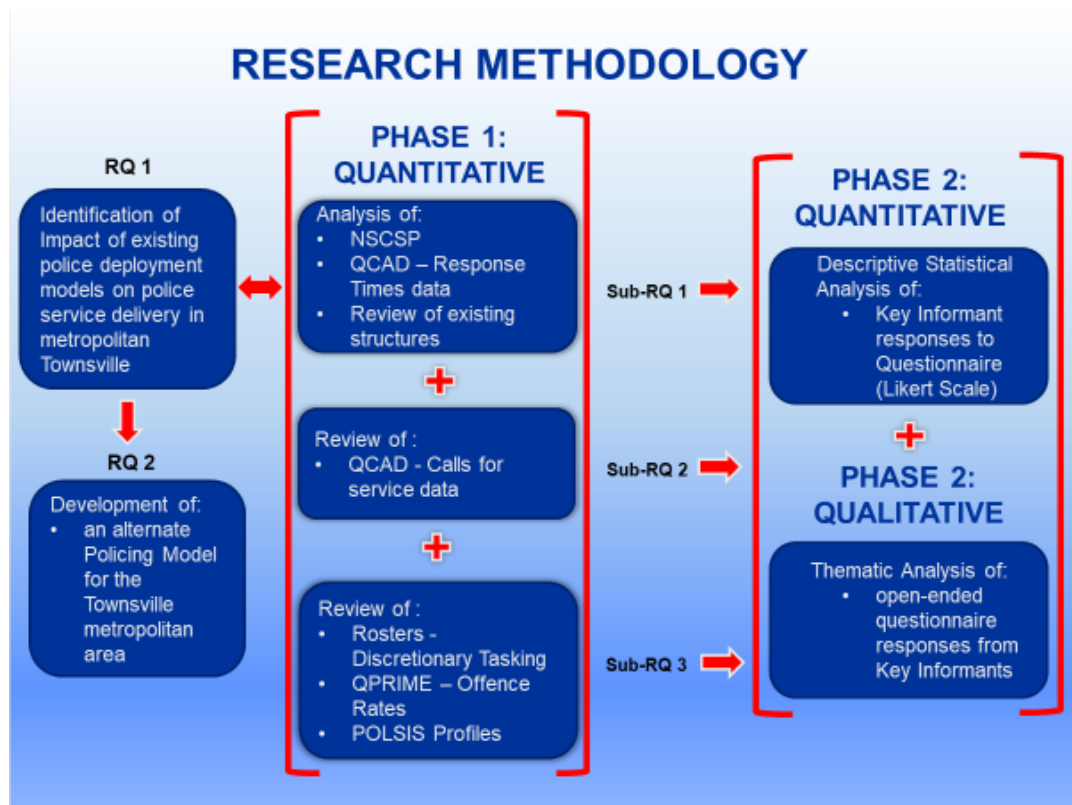 RESEARCH METHODOLOGY
RQ 1
Identification of
Impact of existing
police deployment
models on police
service delivery in
metropolitan
Townsville
RQ 2
Development of:
• an alternate
Policing Model
for the
Townsville
metropolitan
area
PHASE 1:
QUANTITATIVE
Analysis of:
• NSCSP
• QCAD – Response
Times data
• Review of existing
structures
+
Review of :
• QCAD - Calls for
service data
+
Review of :
• Rosters -
Discretionary Tasking
• QPRIME – Offence
Rates
• POLSIS Profiles
Sub-RQ 1
Sub-RQ 2
Sub-RQ 3
PHASE 2:
QUANTITATIVE
Descriptive Statistical
Analysis of:
• Key Informant
responses to
Questionnaire
(Likert Scale)
+
PHASE 2:
QUALITATIVE
Thematic Analysis of:
• open-ended
questionnaire
responses from
Key Informants